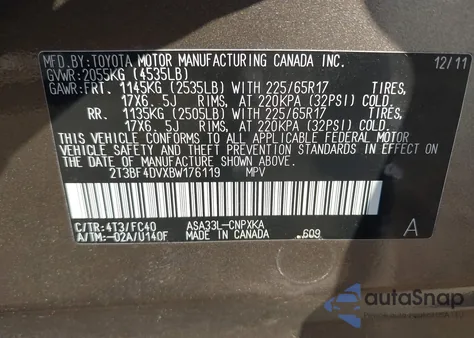 MFD.BY:TOYOTA MOTOR MANUFACTURING CANADA INC. 12/11
GVWR:2055KG (4535LB)
GAWR:FRT. 1145KG (2535LB) WITH 225/65R17 TIRES,
17X6. 5J RIMS, AT 220KPA (32PSI) COLD.
RR. 1135KG (2505LB) WITH 225/65R17 TIRES,
17X6. 5J RIMS, AT 220KPA (32PSI) COLD.
THIS VEHICLE CONFORMS TO ALL APPLICABLE FEDERAL MOTOR
VEHICLE SAFETY AND THEFT PREVENTION STANDARDS IN
EFFECT ON THE DATE OF MANUFACTURE SHOWN ABOVE.
2T3BF4DVXBW176119 MPV
C/TR:4T3/FC40 ASA33L-CNPXKA
A/TM:-02A/U140F MADE IN CANADA .609 A
autoSnap